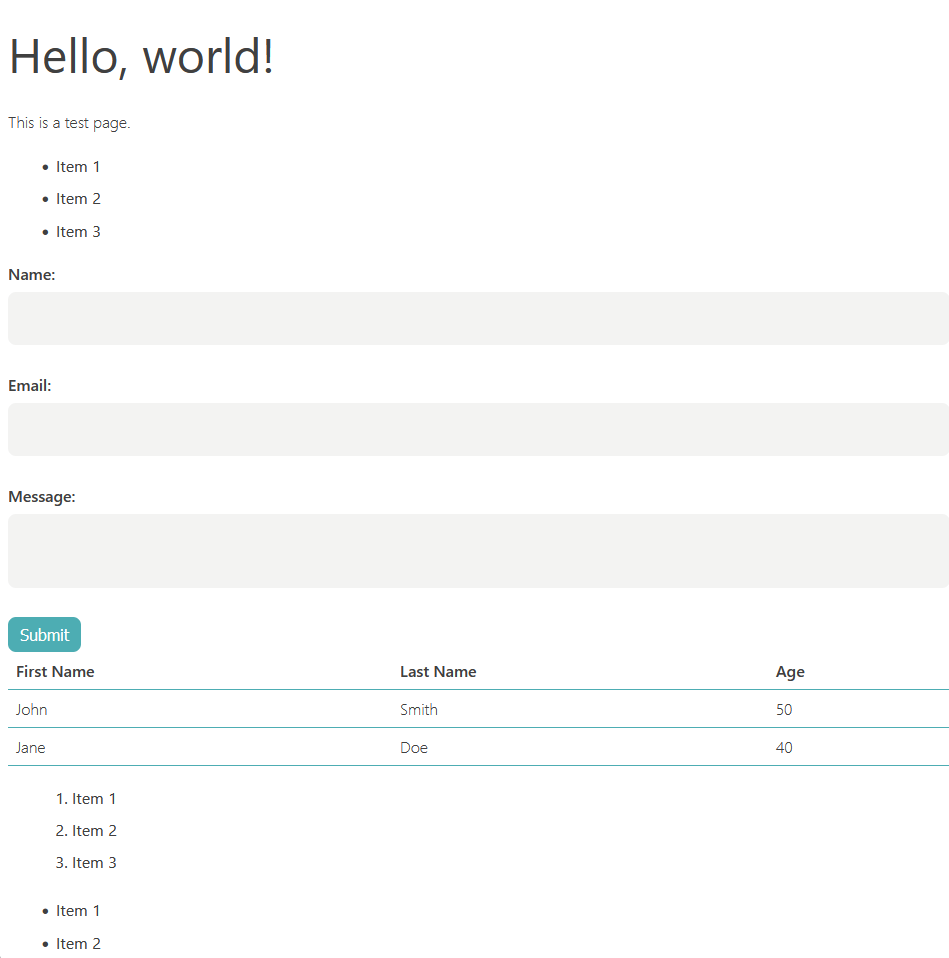 Hello, world!
This is a test page.
• Item 1
• Item 2
• Item 3
Name:
Email:
Message:
Submit
First Name Last Name Age
John Smith 50
Jane Doe 40
1. Item 1
2. Item 2
3. Item 3
• Item 1
• Item 2